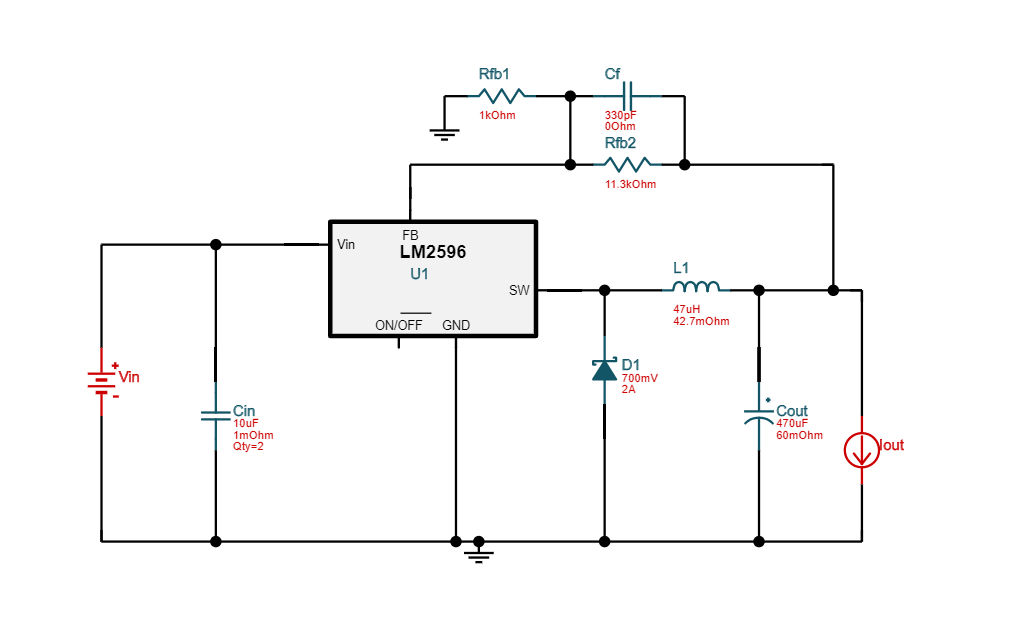 Rfb1
1kOhm
Cf
330pF
0Ohm
Rfb2
11.3kOhm
Vin
FB
LM2596
U1
SW
ON/OFF
GND
L1
47uH
42.7mOhm
Vin
+
-
Cin
10uF
1mOhm
Qty=2
D1
700mV
2A
+
Cout
470uF
60mOhm
Iout